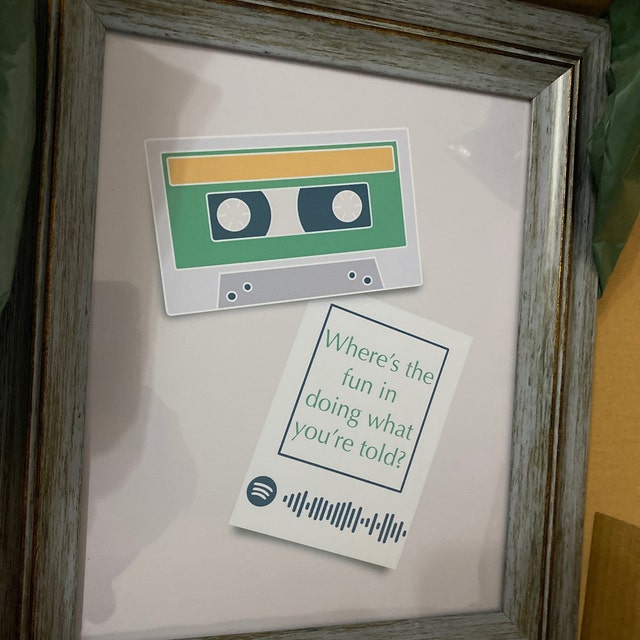 Where's the
fun in
doing what
you're told?